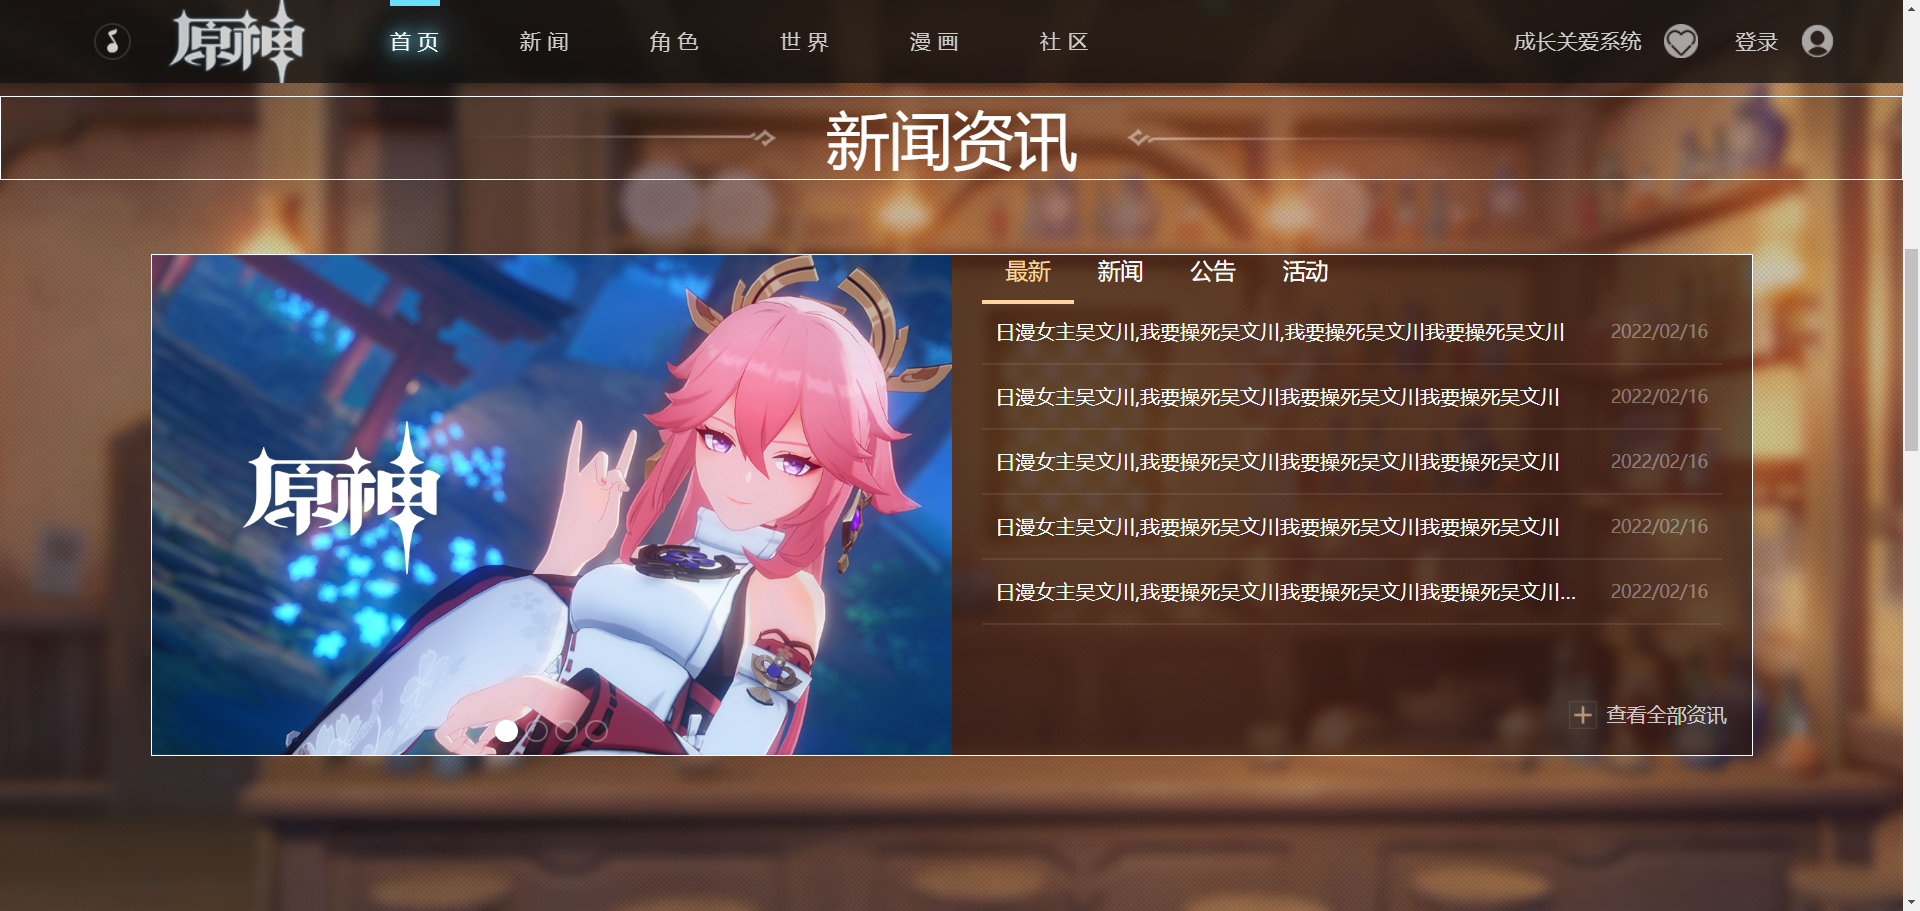 原神
首页 新闻 角色 世界 漫画 社区 成长关爱系统 登录
新闻资讯
最新 新闻 公告 活动
日漫女主吴文川,我要操死吴文川,我要操死吴文川我要操死吴文川 2022/02/16
日漫女主吴文川,我要操死吴文川我要操死吴文川我要操死吴文川 2022/02/16
日漫女主吴文川,我要操死吴文川我要操死吴文川我要操死吴文川 2022/02/16
日漫女主吴文川,我要操死吴文川我要操死吴文川我要操死吴文川 2022/02/16
日漫女主吴文川,我要操死吴文川我要操死吴文川我要操死吴文川... 2022/02/16
原神
查看全部资讯